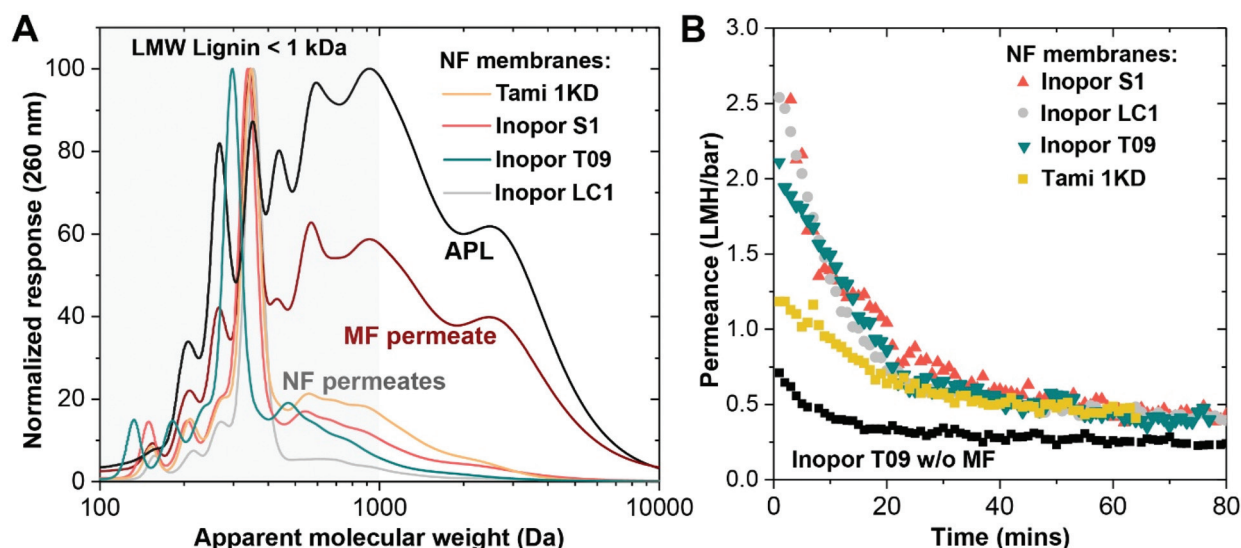 A
LMW Lignin < 1 kDa
NF membranes:
Tami 1KD
Inopor S1
Inopor T09
Inopor LC1
APL
MF permeate
NF permeates
Normalized response (260 nm)
100
80
60
40
20
0
100
1000
10000
Apparent molecular weight (Da)
B
NF membranes:
Inopor S1
Inopor LC1
Inopor T09
Tami 1KD
Inopor T09 w/o MF
Permeance (LMH/bar)
3.0
2.5
2.0
1.5
1.0
0.5
0.0
0
20
40
60
80
Time (mins)